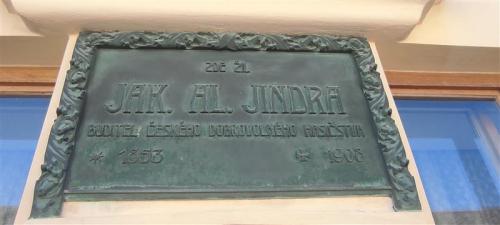 ZDE ŽIL
JAK. AL. JINDRA
BUDITEL ČESKÉHO DOBROVOLNÉHO HASIČSTVA
* 1853 ✠ 1908